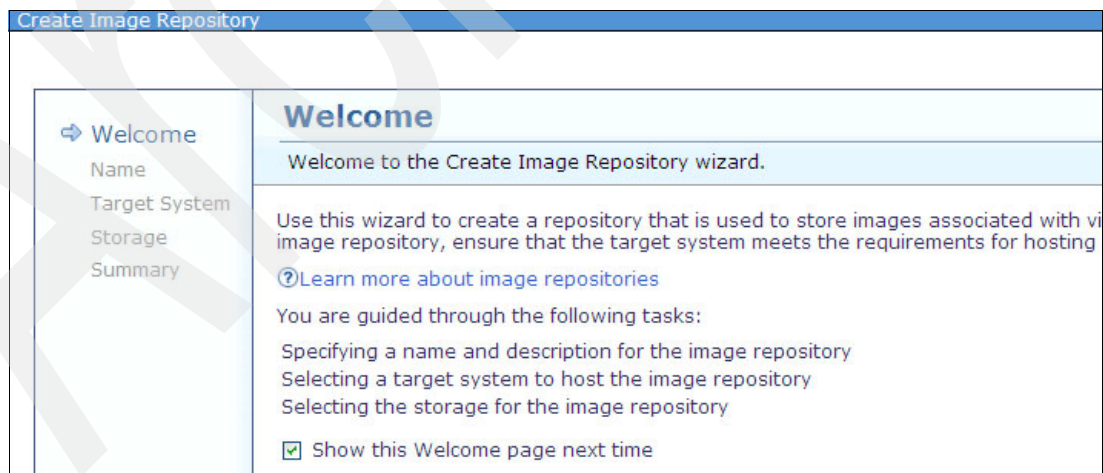 Create Image Repository
Welcome
Name
Target System
Storage
Summary
Welcome
Welcome to the Create Image Repository wizard.
Use this wizard to create a repository that is used to store images associated with
image repository, ensure that the target system meets the requirements for hosting
Learn more about image repositories
You are guided through the following tasks:
Specifying a name and description for the image repository
Selecting a target system to host the image repository
Selecting the storage for the image repository
Show this Welcome page next time